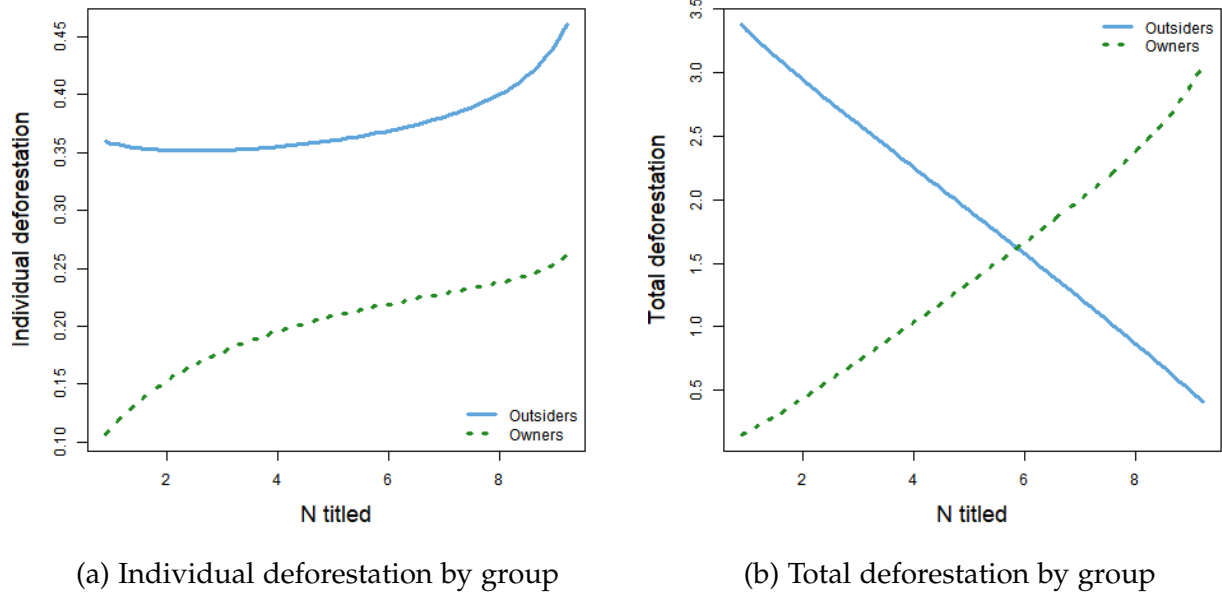 Individual deforestation
0.45
0.40
0.35
0.30
0.25
0.20
0.15
0.10
Outsiders
Owners
2 4 6 8
N titled
(a) Individual deforestation by group
Total deforestation
3.5
3.0
2.5
2.0
1.5
1.0
0.5
Outsiders
Owners
2 4 6 8
N titled
(b) Total deforestation by group